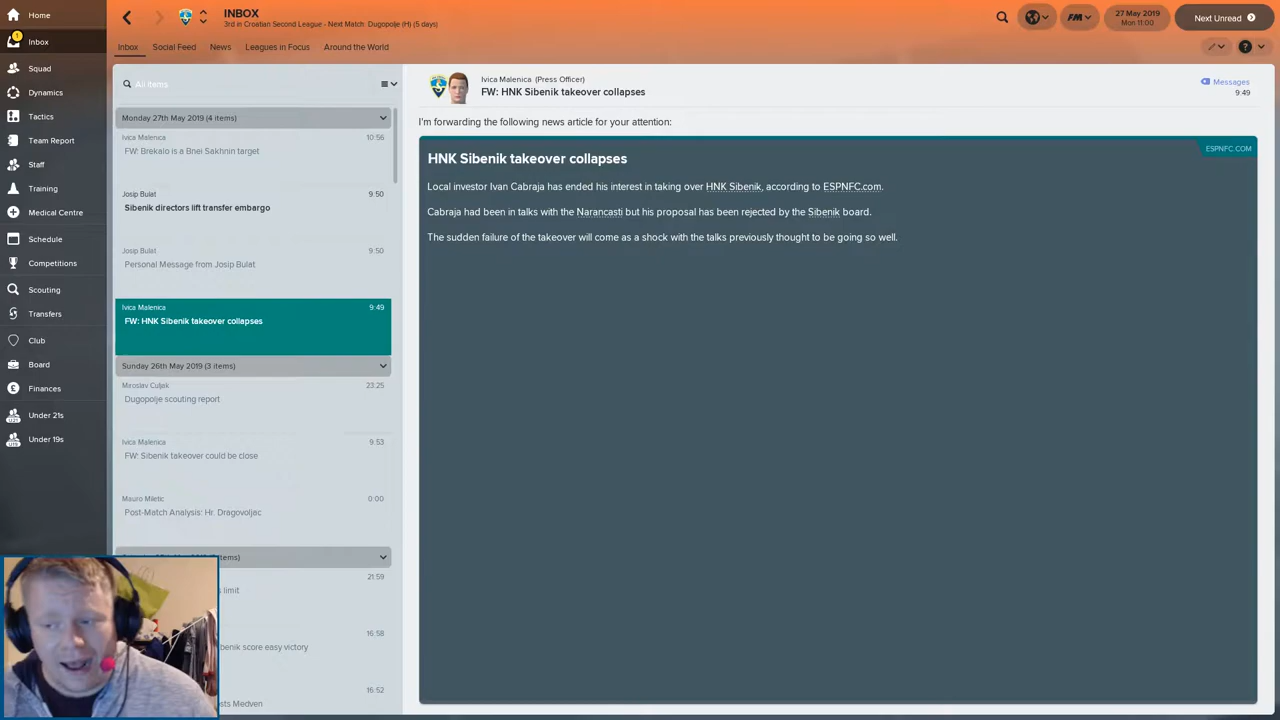 INBOX
3rd in Croatian Second League - Next Match: Dugopolje (H) (5 days)
FM
27 May 2019
Mon 11:00
Next Unread
Home
1
Inbox
Squad
Dynamics
Tactics
Team Report
Staff
Training
Medical Centre
Schedule
Competitions
Scouting
Transfers
Club
Board
Finances
Under 21s
Under 19s
Inbox Social Feed News Leagues in Focus Around the World
?
All Items
Monday 27th May 2019 (4 items)
Ivica Malenica 10:56
FW: Brekalo is a Bnei Sakhnin target
Josip Bulat 9:50
Sibenik directors lift transfer embargo
Josip Bulat 9:50
Personal Message from Josip Bulat
Ivica Malenica 9:49
FW: HNK Sibenik takeover collapses
Sunday 26th May 2019 (3 items)
Miroslav Culjak 23:25
Dugopolje scouting report
Ivica Malenica 9:53
FW: Sibenik takeover could be close
Mauro Miletic 0:00
Post-Match Analysis: Hr. Dragovoljac
items)
21:59
limit
16:58
benik score easy victory
16:52
sts Medven
Ivica Malenica (Press Officer)
FW: HNK Sibenik takeover collapses
Messages
9:49
I'm forwarding the following news article for your attention:
ESPNFC.COM
HNK Sibenik takeover collapses
Local investor Ivan Cabraja has ended his interest in taking over HNK Sibenik, according to ESPNFC.com.
Cabraja had been in talks with the Narancasti but his proposal has been rejected by the Sibenik board.
The sudden failure of the takeover will come as a shock with the talks previously thought to be going so well.